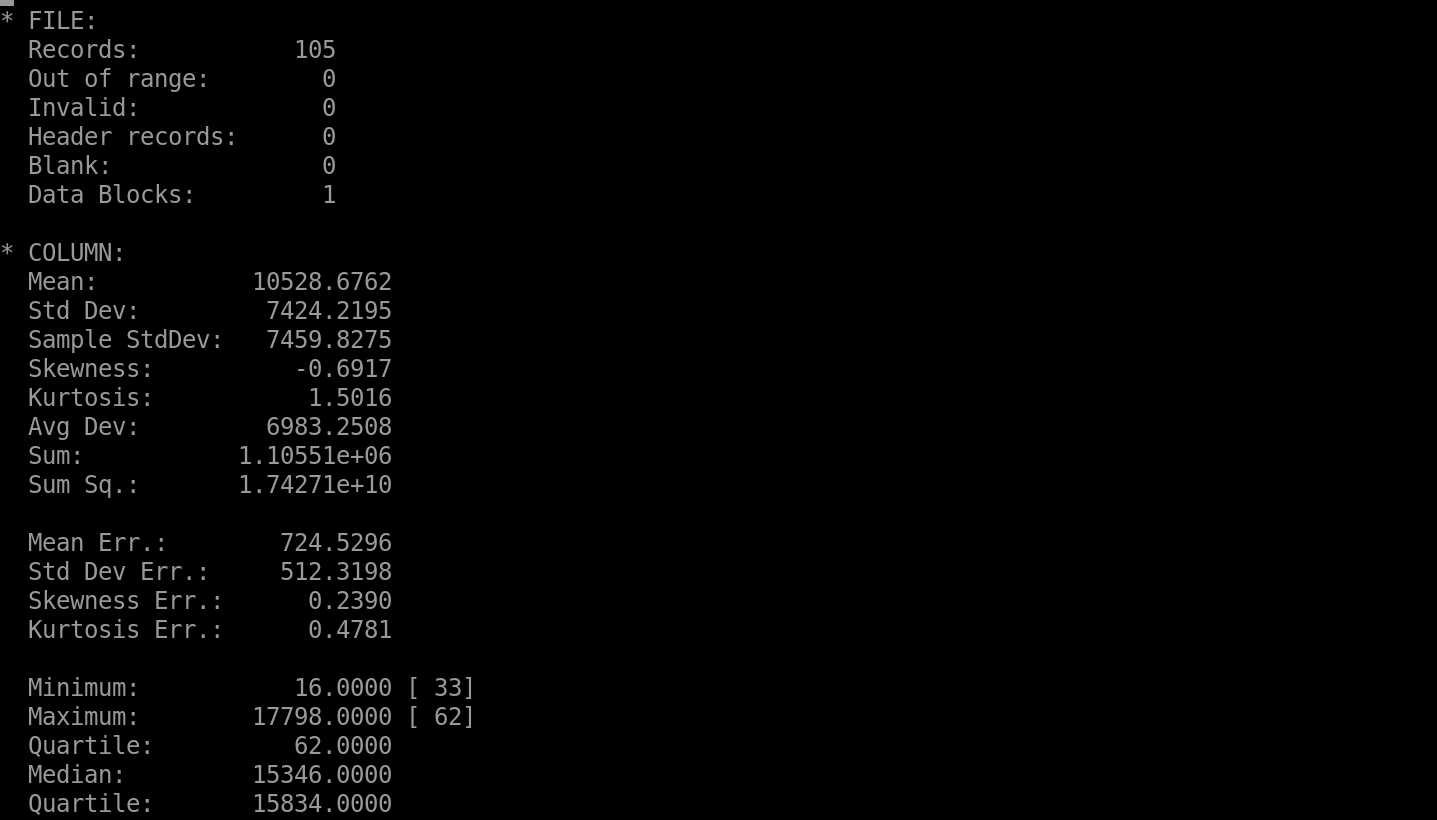 * FILE:
  Records:           105
  Out of range:        0
  Invalid:             0
  Header records:      0
  Blank:               0
  Data Blocks:         1

* COLUMN:
  Mean:           10528.6762
  Std Dev:         7424.2195
  Sample StdDev:   7459.8275
  Skewness:          -0.6917
  Kurtosis:           1.5016
  Avg Dev:         6983.2508
  Sum:           1.10551e+06
  Sum Sq.:       1.74271e+10

  Mean Err.:        724.5296
  Std Dev Err.:     512.3198
  Skewness Err.:      0.2390
  Kurtosis Err.:      0.4781

  Minimum:           16.0000 [ 33]
  Maximum:        17798.0000 [ 62]
  Quartile:          62.0000
  Median:         15346.0000
  Quartile:       15834.0000